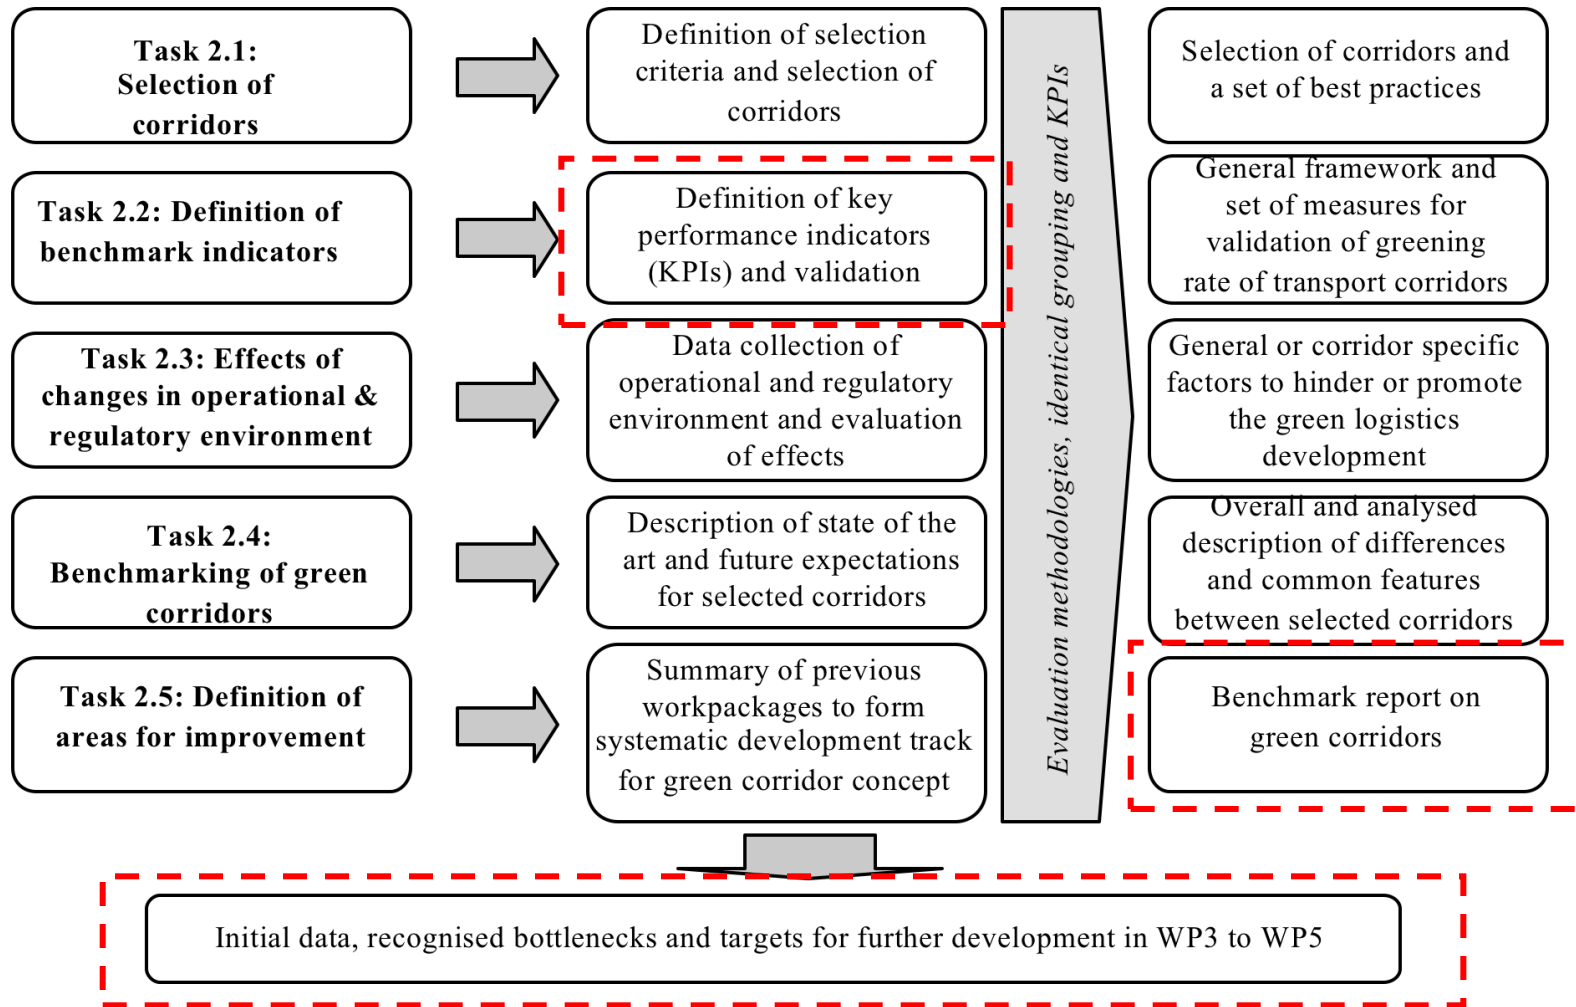 Task 2.1:
Selection of
corridors
Definition of selection
criteria and selection of
corridors
Selection of corridors and
a set of best practices
Task 2.2: Definition of
benchmark indicators
Definition of key
performance indicators
(KPIs) and validation
General framework and
set of measures for
validation of greening
rate of transport corridors
Task 2.3: Effects of
changes in operational &
regulatory environment
Data collection of
operational and regulatory
environment and evaluation
of effects
General or corridor specific
factors to hinder or promote
the green logistics
development
Task 2.4:
Benchmarking of green
corridors
Description of state of the
art and future expectations
for selected corridors
Overall and analysed
description of differences
and common features
between selected corridors
Task 2.5: Definition of
areas for improvement
Summary of previous
workpackages to form
systematic development track
for green corridor concept
Benchmark report on
green corridors
Evaluation methodologies, identical grouping and KPIs
Initial data, recognised bottlenecks and targets for further development in WP3 to WP5